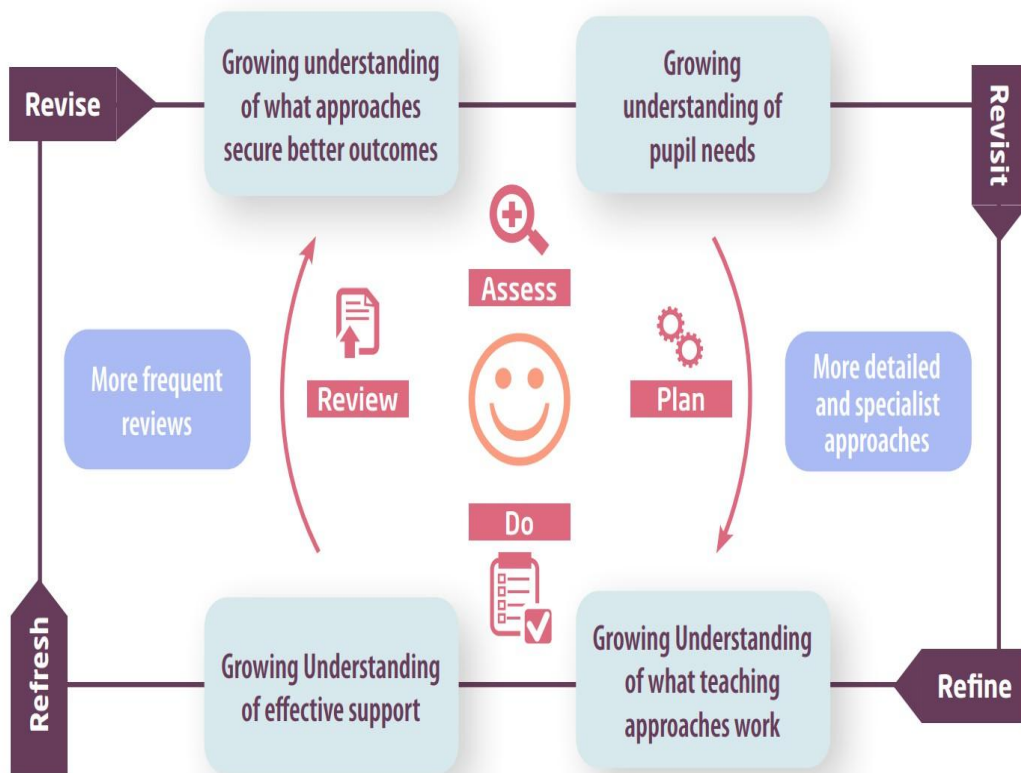 Revise
Growing understanding
of what approaches
secure better outcomes
Growing
understanding of
pupil needs
Revisit
Assess
More frequent
reviews
Review
Plan
More detailed
and specialist
approaches
Do
Refresh
Growing Understanding
of effective support
Growing Understanding
of what teaching
approaches work
Refine